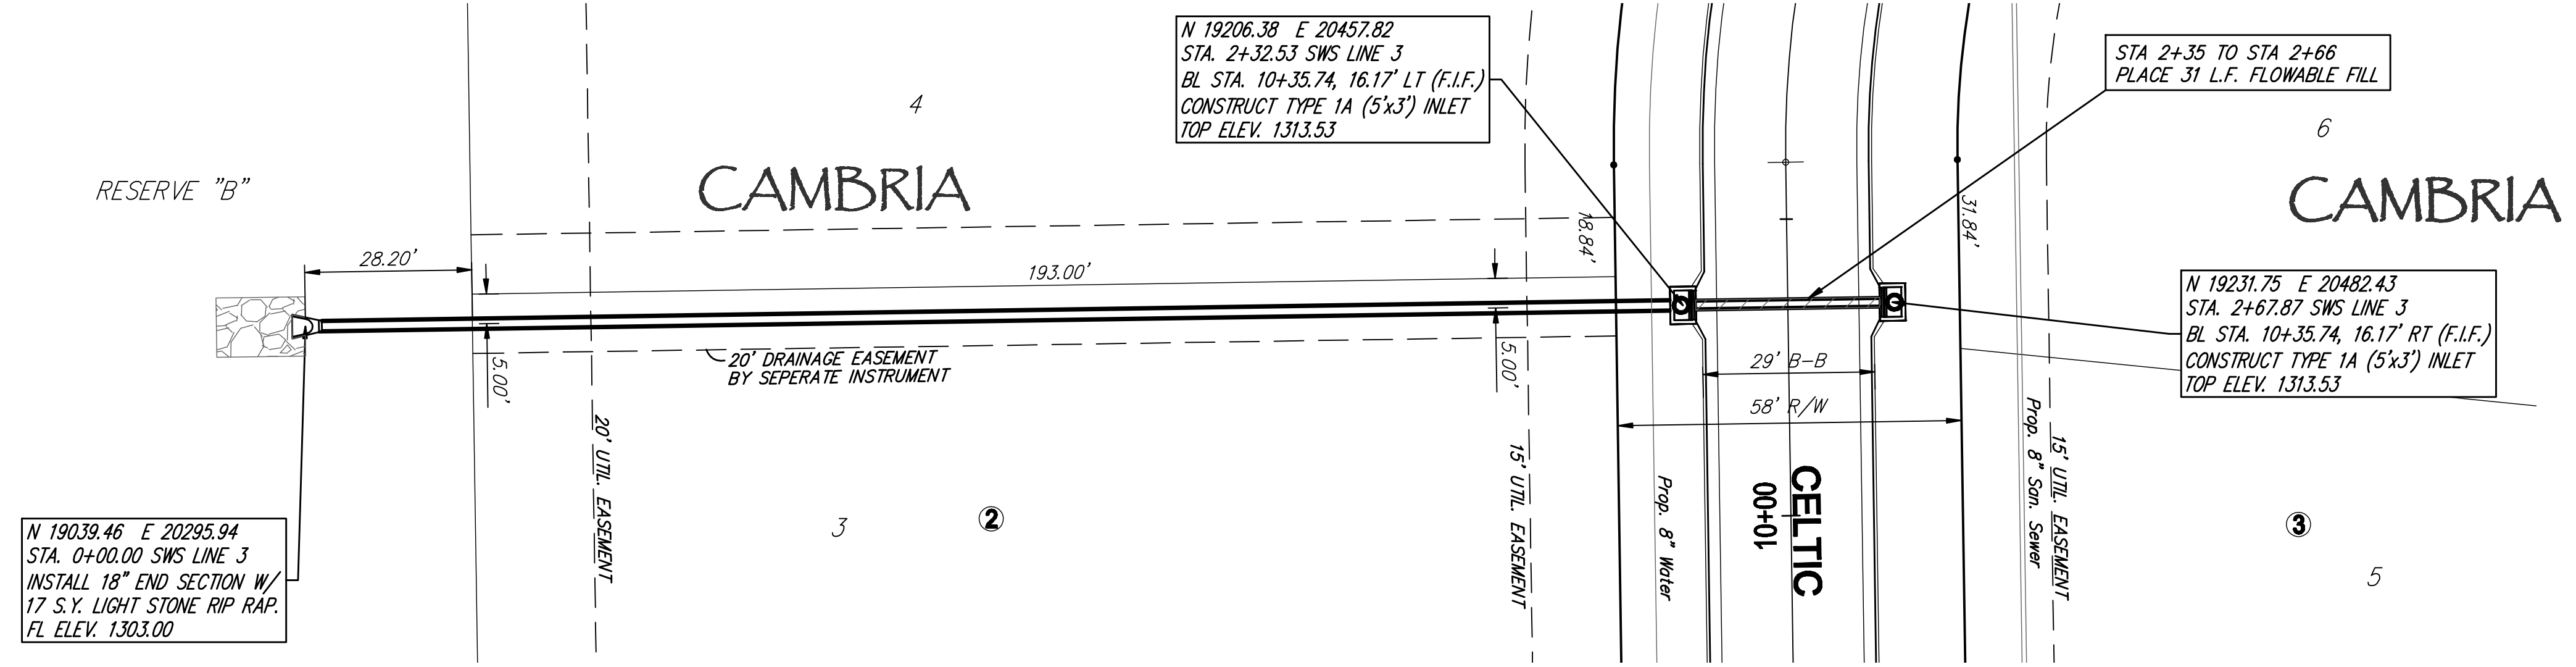 N 19206.38 E 20457.82
STA. 2+32.53 SWS LINE 3
BL STA. 10+35.74, 16.17' LT (F.I.F.)
CONSTRUCT TYPE 1A (5'x3') INLET
TOP ELEV. 1313.53
STA 2+35 TO STA 2+66
PLACE 31 L.F. FLOWABLE FILL
4
6
RESERVE "B"
CAMBRIA
CAMBRIA
18.84'
31.84'
28.20'
193.00'
N 19231.75 E 20482.43
STA. 2+67.87 SWS LINE 3
BL STA. 10+35.74, 16.17' RT (F.I.F.)
CONSTRUCT TYPE 1A (5'x3') INLET
TOP ELEV. 1313.53
5.00'
20' DRAINAGE EASEMENT
BY SEPERATE INSTRUMENT
5.00'
29' B-B
58' R/W
20' UTIL. EASEMENT
15' UTIL. EASEMENT
Prop. 8" Water
10+00
CELTIC
Prop. 8" San. Sewer
15' UTIL. EASEMENT
N 19039.46 E 20295.94
STA. 0+00.00 SWS LINE 3
INSTALL 18" END SECTION W/
17 S.Y. LIGHT STONE RIP RAP.
FL ELEV. 1303.00
3
2
3
5